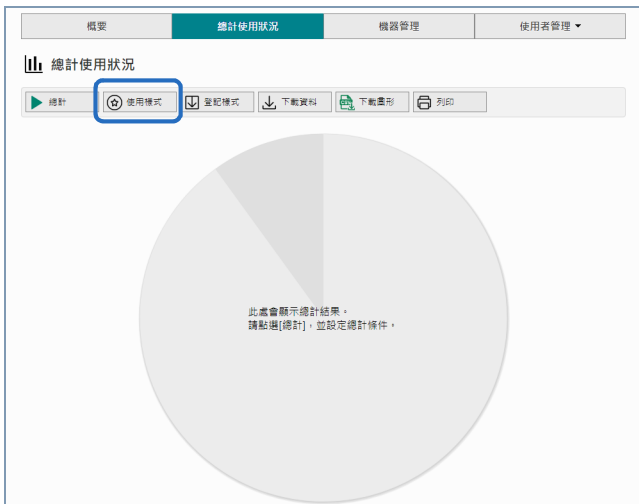 概要 總計使用狀況 機器管理 使用者管理 ▼
總計使用狀況
總計 使用樣式 登記樣式 下載資料 下載圖形 列印
此處會顯示總計結果。
請點選[總計]，並設定總計條件。